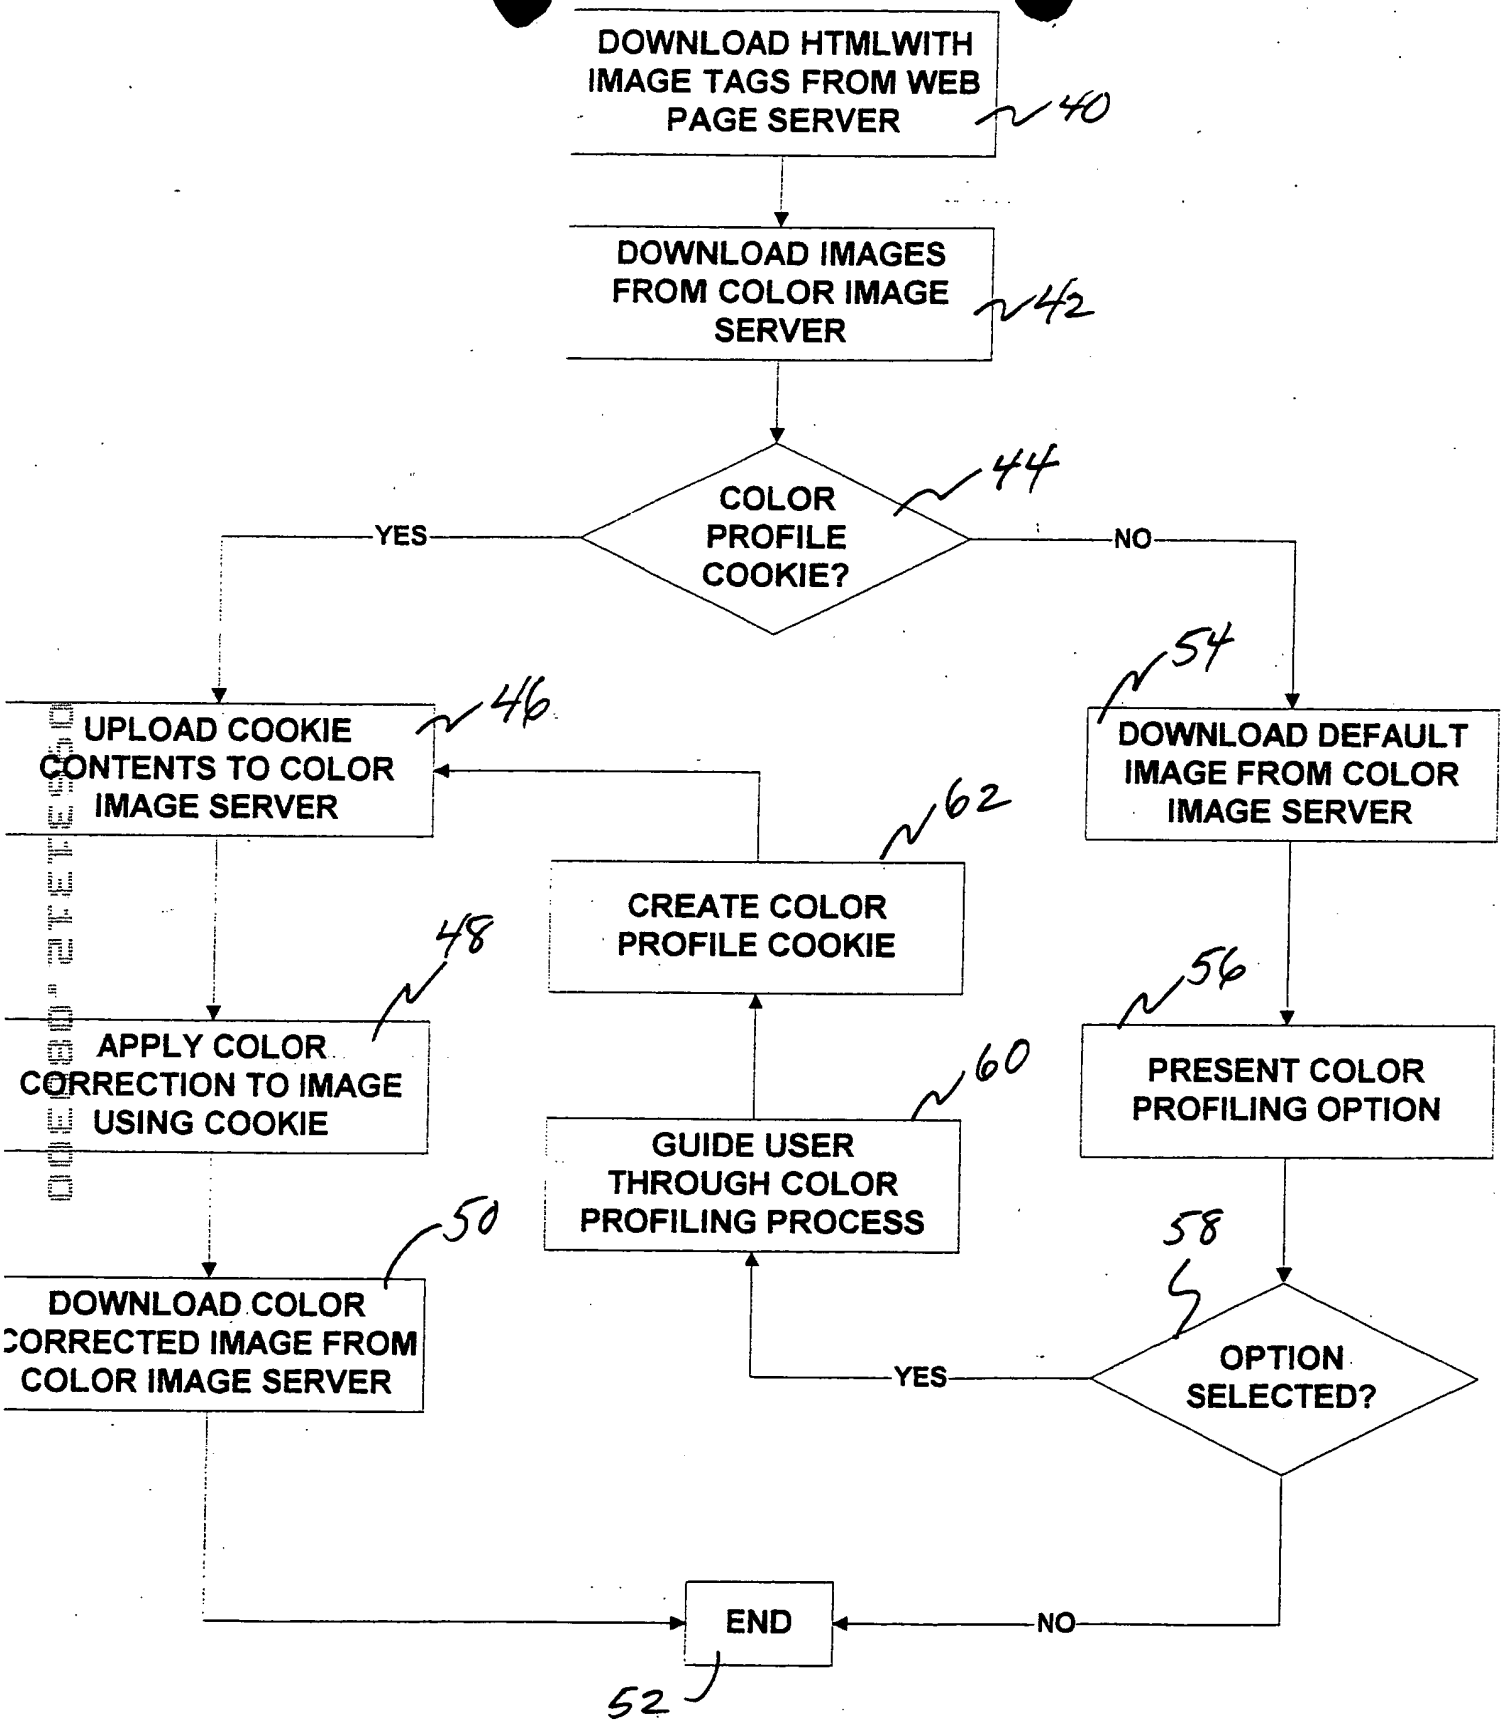 DOWNLOAD HTMLWITH
IMAGE TAGS FROM WEB
PAGE SERVER
40
DOWNLOAD IMAGES
FROM COLOR IMAGE
SERVER
42
COLOR
PROFILE
COOKIE?
44
YES
NO
UPLOAD COOKIE
CONTENTS TO COLOR
IMAGE SERVER
46
54
DOWNLOAD DEFAULT
IMAGE FROM COLOR
IMAGE SERVER
62
CREATE COLOR
PROFILE COOKIE
48
APPLY COLOR
CORRECTION TO IMAGE
USING COOKIE
56
PRESENT COLOR
PROFILING OPTION
60
GUIDE USER
THROUGH COLOR
PROFILING PROCESS
50
DOWNLOAD COLOR
CORRECTED IMAGE FROM
COLOR IMAGE SERVER
58
OPTION
SELECTED?
YES
NO
END
52